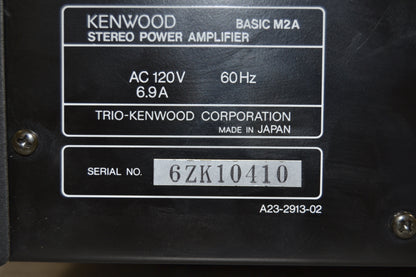 KENWOOD BASIC M2A
STEREO POWER AMPLIFIER
AC 120V 60Hz
6.9A
TRIO-KENWOOD CORPORATION
MADE IN JAPAN
SERIAL NO. 6ZK10410
A23-2913-02